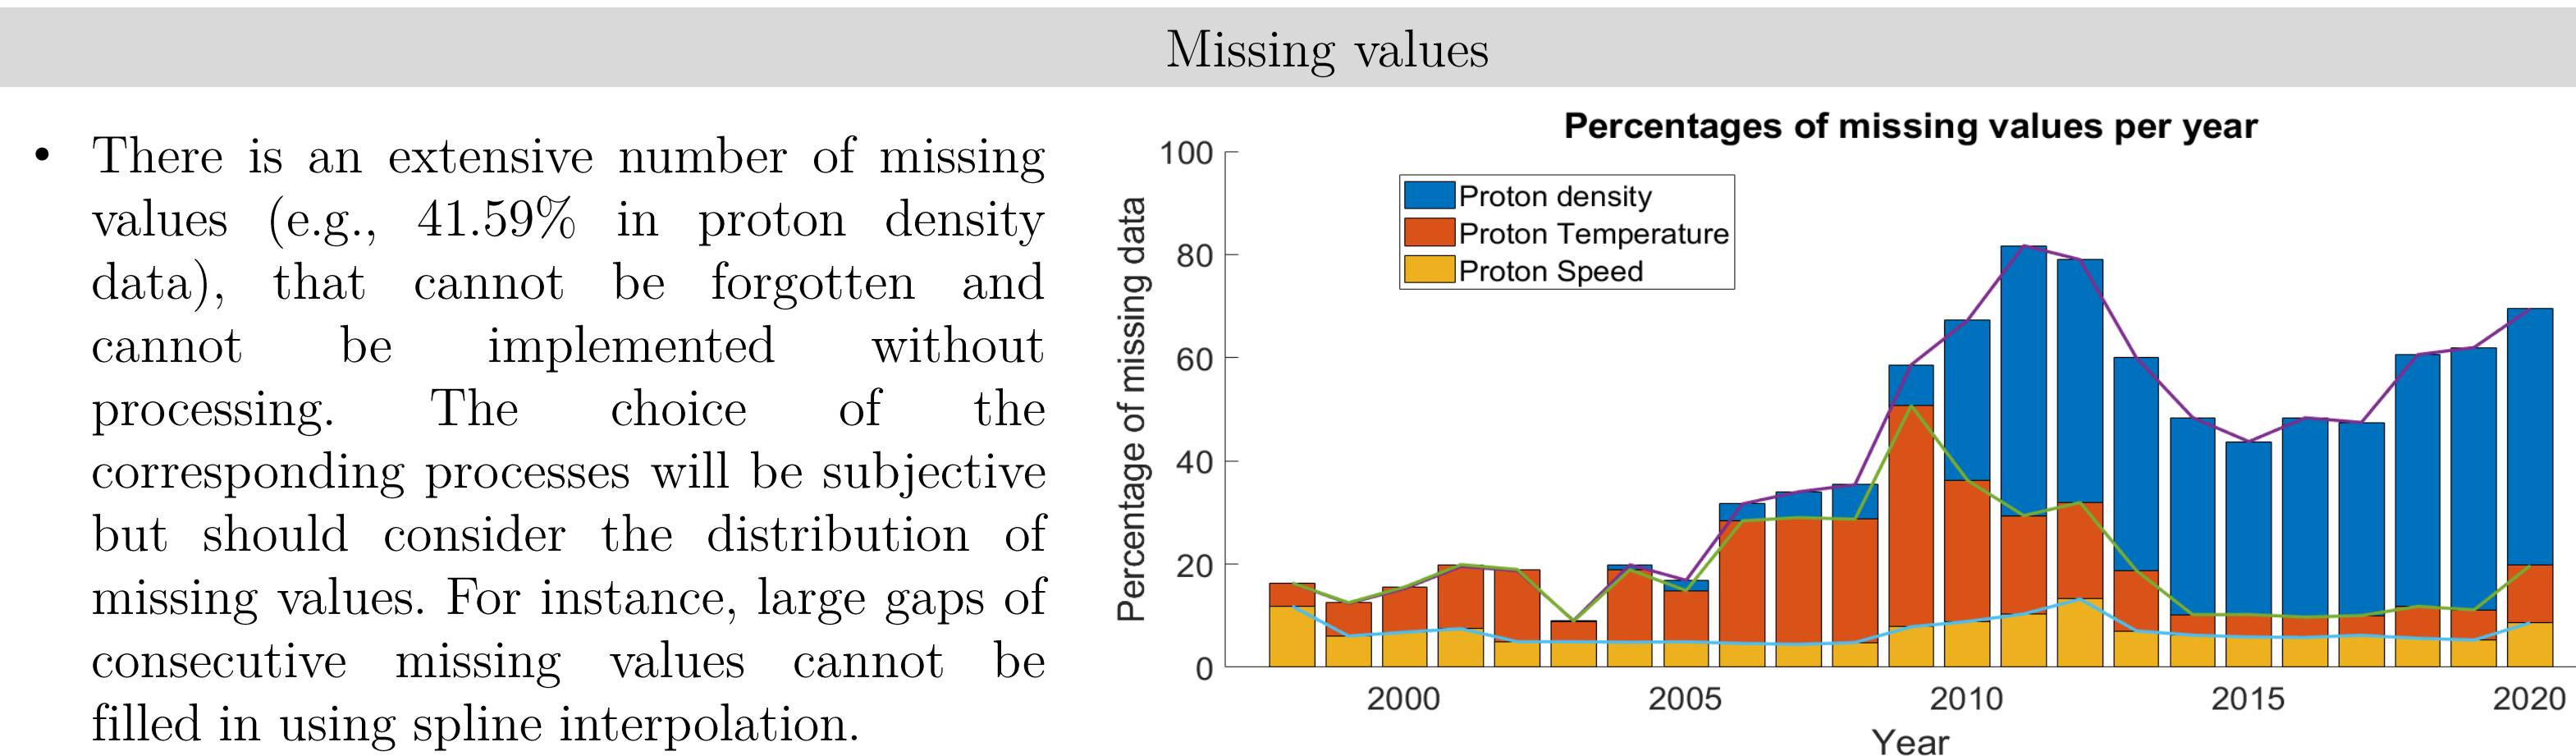 Missing values
• There is an extensive number of missing
values (e.g., 41.59% in proton density
data), that cannot be forgotten and
cannot be implemented without
processing. The choice of the
corresponding processes will be subjective
but should consider the distribution of
missing values. For instance, large gaps of
consecutive missing values cannot be
filled in using spline interpolation.
Percentages of missing values per year
Percentage of missing data
100
80
60
40
20
0
Proton density
Proton Temperature
Proton Speed
2000 2005 2010 2015 2020
Year